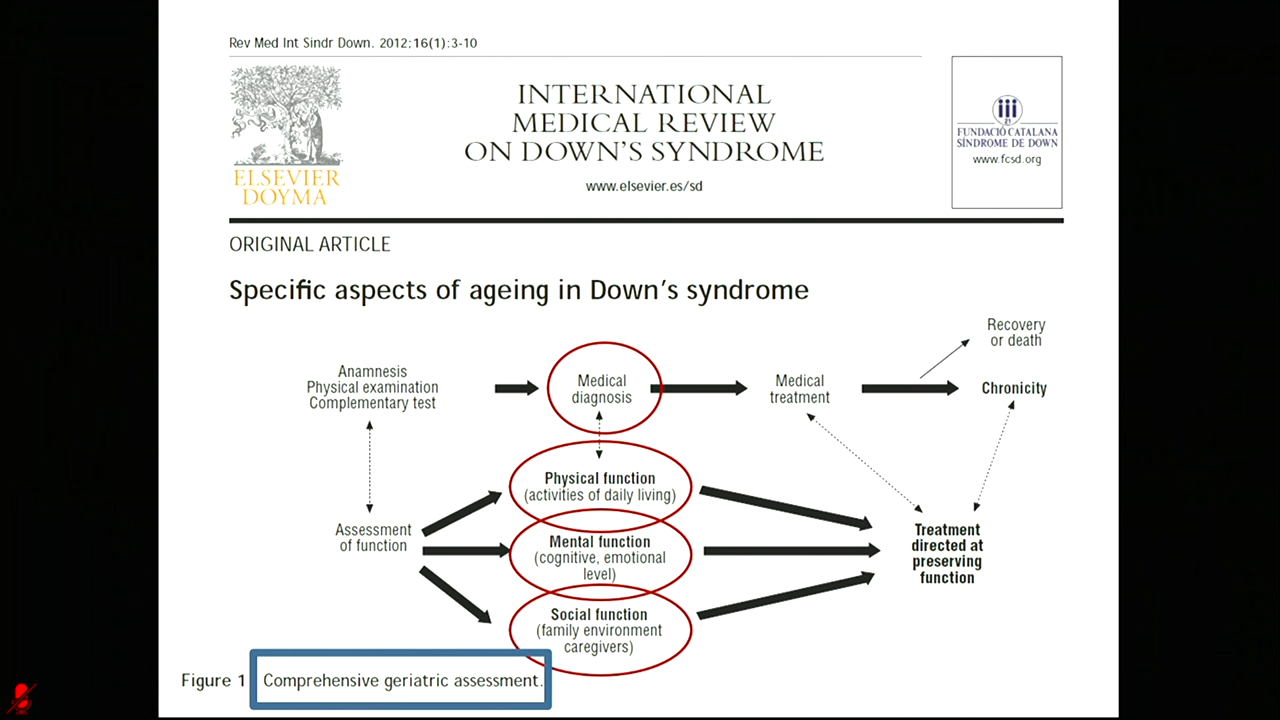 Rev Med Int Sindr Down. 2012;16(1):3-10
INTERNATIONAL
MEDICAL REVIEW
ON DOWN'S SYNDROME
www.elsevier.es/sd
ELSEVIER
DOYMA
iii
21
FUNDACIÓ CATALANA
SÍNDROME DE DOWN
www.fcsd.org
ORIGINAL ARTICLE
Specific aspects of ageing in Down's syndrome
Anamnesis
Physical examination
Complementary test
Medical
diagnosis
Medical
treatment
Recovery
or death
Chronicity
Assessment
of function
Physical function
(activities of daily living)
Mental function
(cognitive, emotional
level)
Social function
(family environment
caregivers)
Treatment
directed at
preserving
function
Figure 1 Comprehensive geriatric assessment.